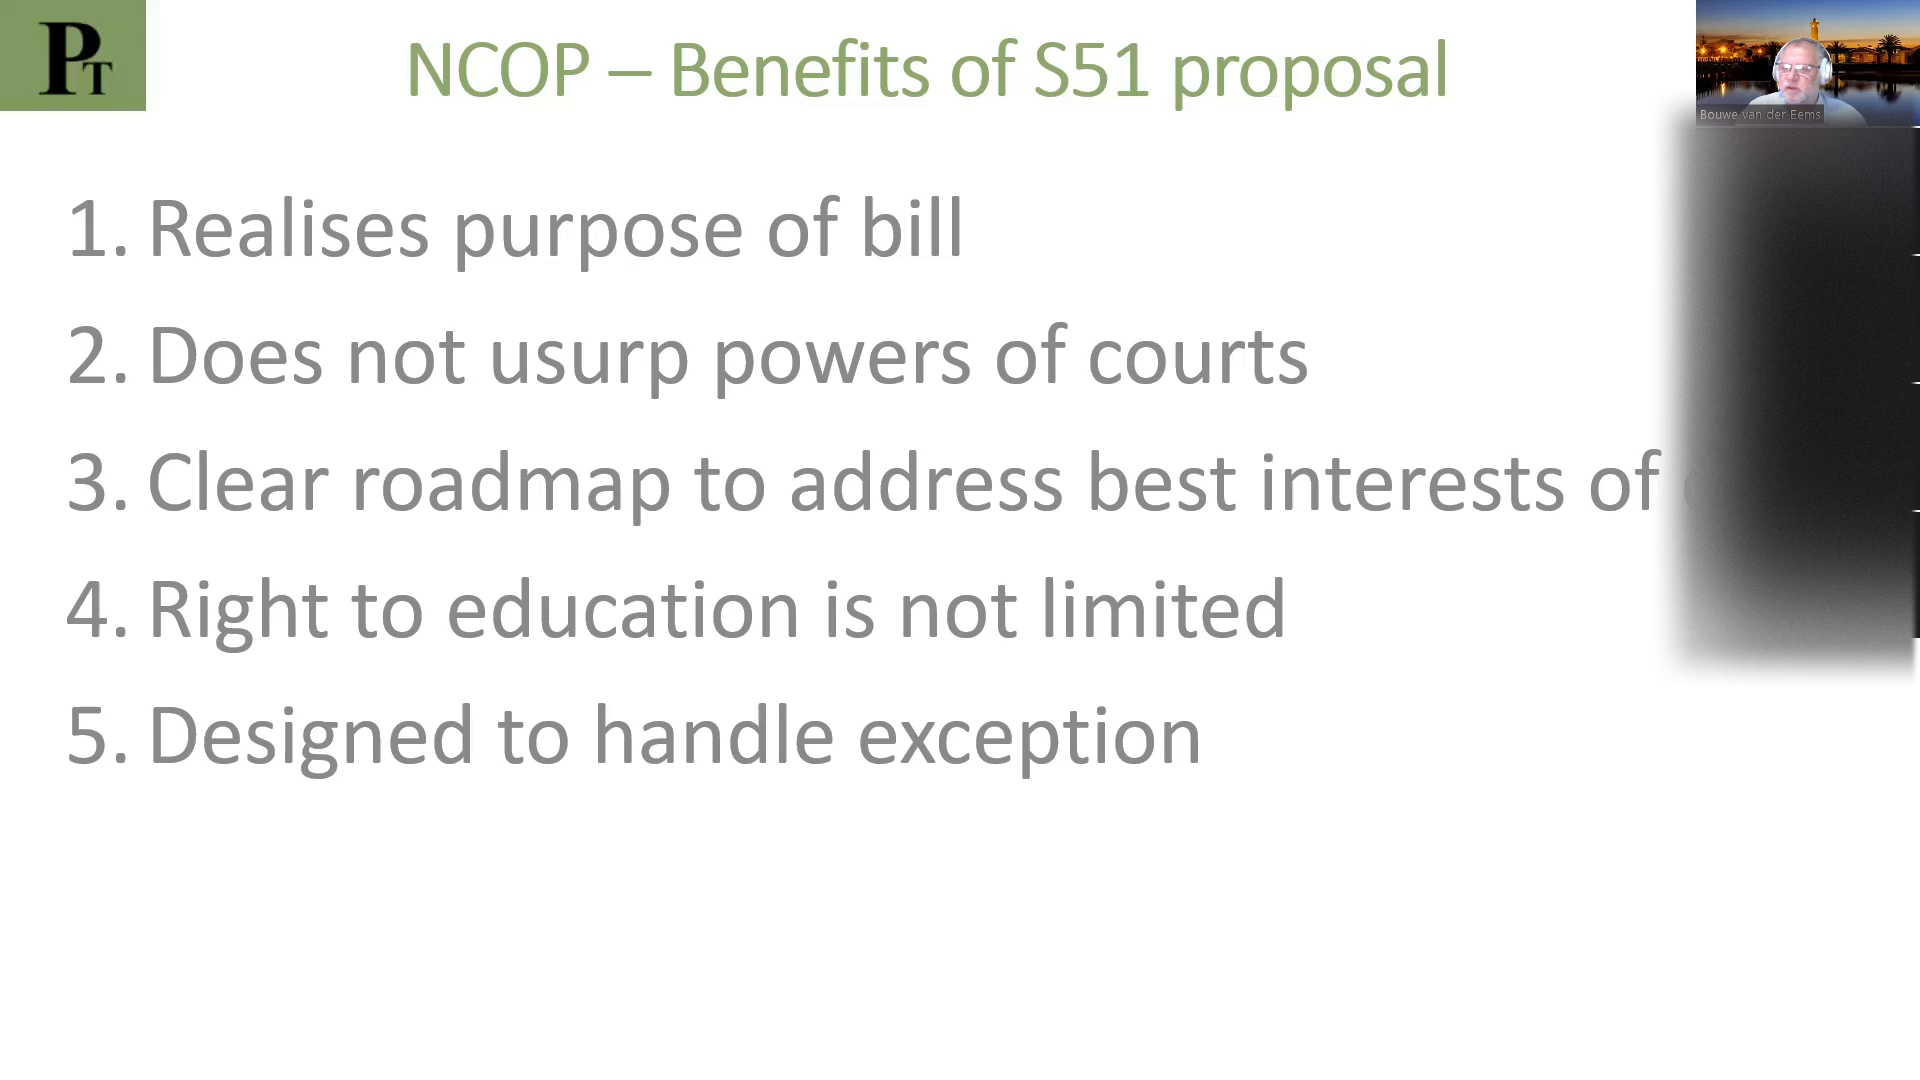 PT
NCOP – Benefits of S51 proposal
Bouwe van der Eems
1. Realises purpose of bill
2. Does not usurp powers of courts
3. Clear roadmap to address best interests of
4. Right to education is not limited
5. Designed to handle exception